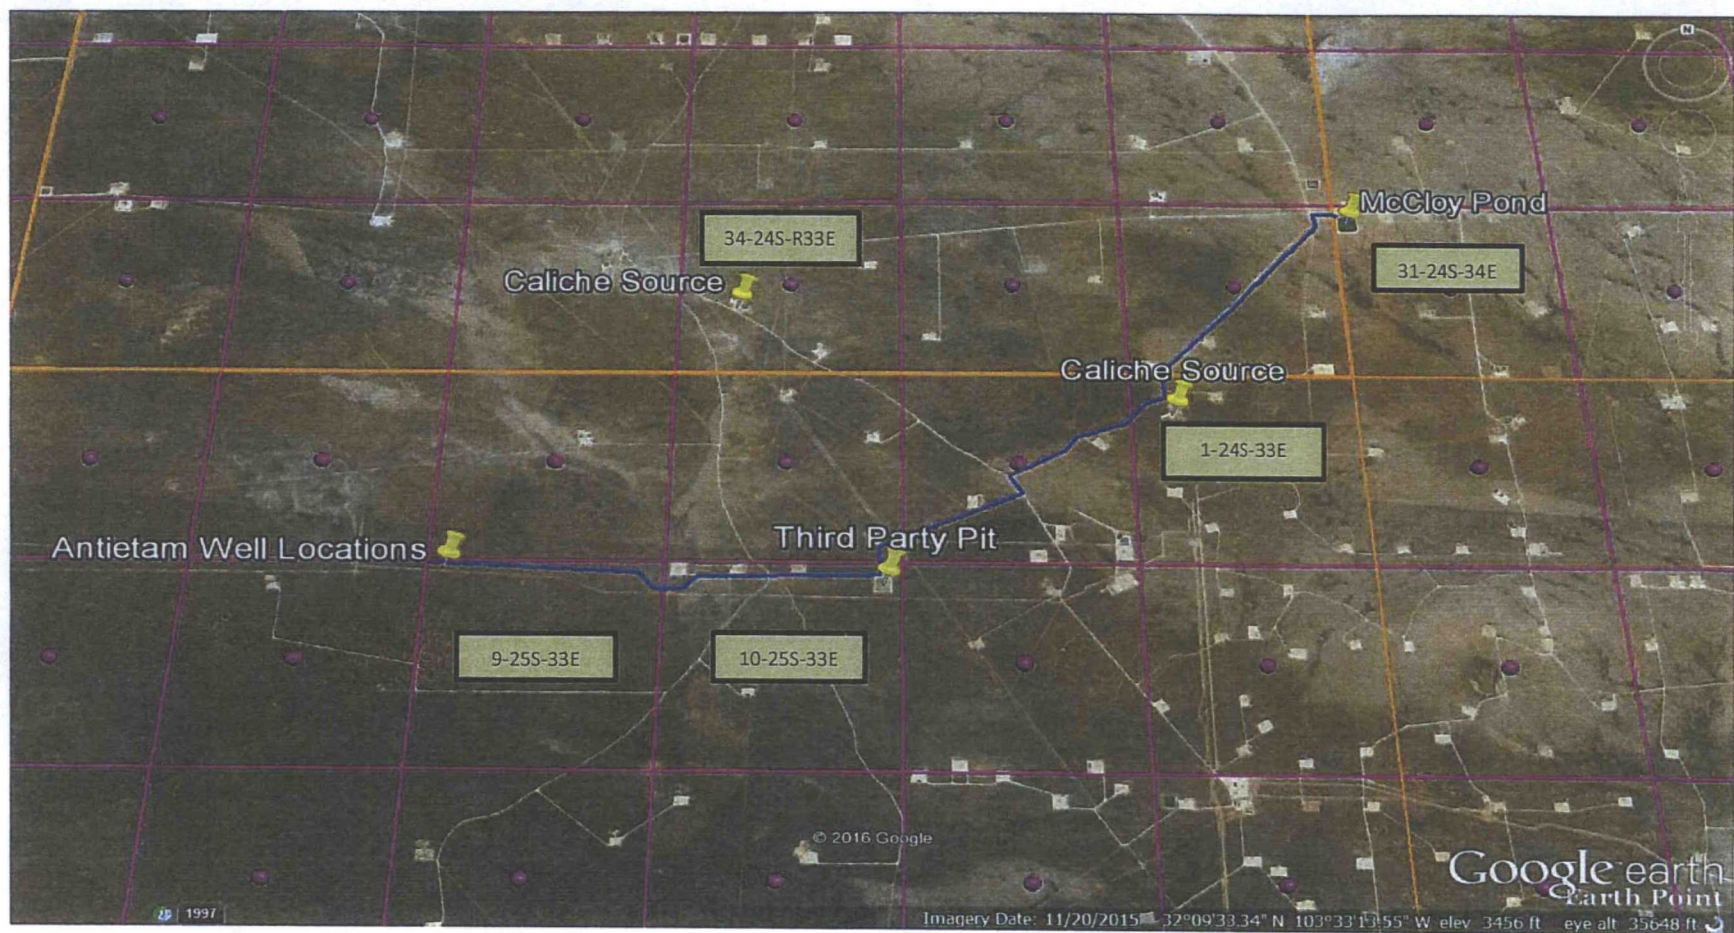 N
McCloy Pond
34-24S-R33E
31-24S-34E
Caliche Source
Caliche Source
1-24S-33E
Antietam Well Locations
Third Party Pit
9-25S-33E
10-25S-33E
© 2016 Google
Google earth
Earth Point
1997
Imagery Date: 11/20/2015 32°09'33.34" N 103°33'13.55" W elev 3456 ft eye alt 35648 ft